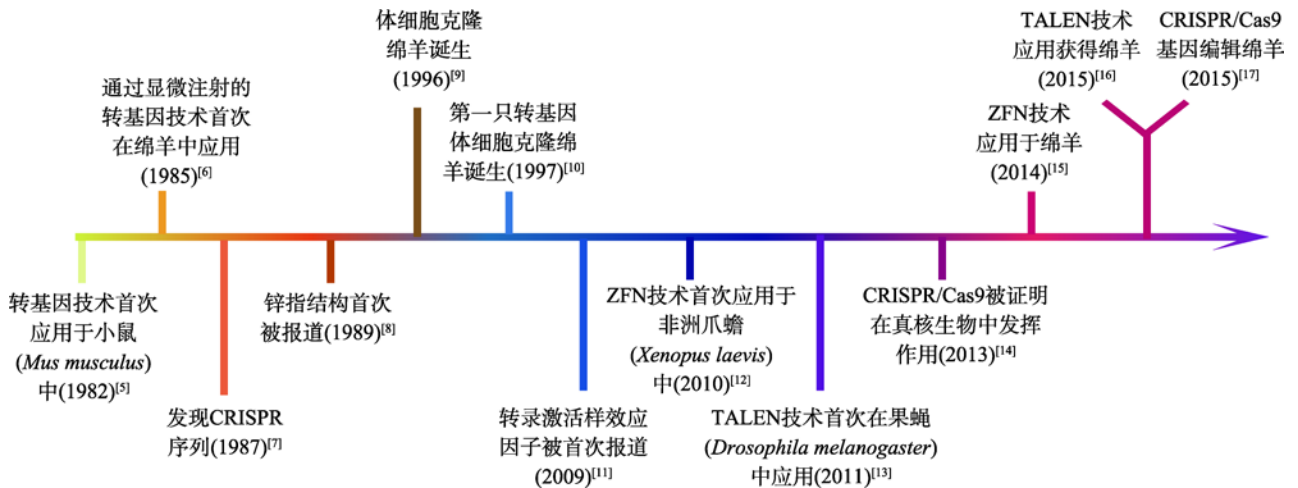 体细胞克隆
绵羊诞生
(1996)[9]
TALEN技术
应用获得绵羊
(2015)[16]
CRISPR/Cas9
基因编辑绵羊
(2015)[17]
通过显微注射的
转基因技术首次
在绵羊中应用
(1985)[6]
第一只转基因
体细胞克隆绵
羊诞生(1997)[10]
ZFN技术
应用于绵羊
(2014)[15]
转基因技术首次
应用于小鼠
(Mus musculus)
中(1982)[5]
锌指结构首次
被报道(1989)[8]
ZFN技术首次应用于
非洲爪蟾
(Xenopus laevis)
中(2010)[12]
CRISPR/Cas9被证明
在真核生物中发挥
作用(2013)[14]
发现CRISPR
序列(1987)[7]
转录激活样效应
因子被首次报道
(2009)[11]
TALEN技术首次在果蝇
(Drosophila melanogaster)
中应用(2011)[13]